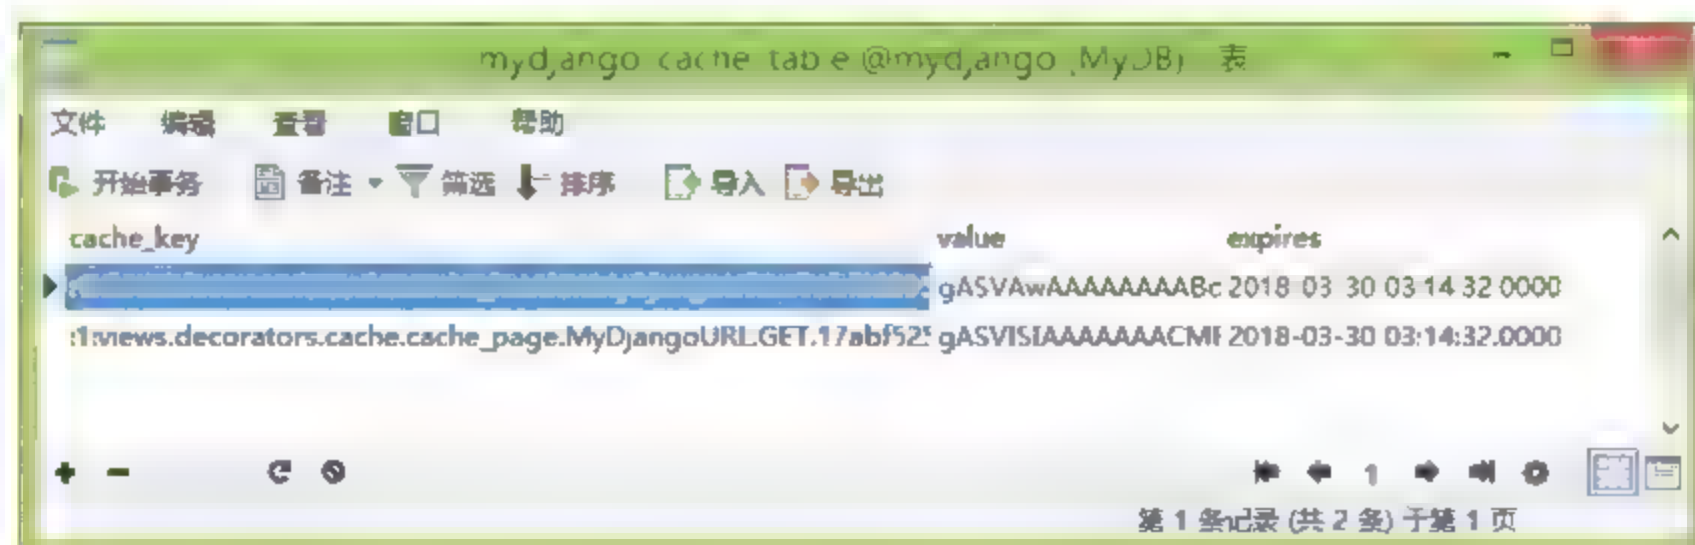 mydjango cache table @mydjango (MyDB) 表
文件 编辑 查看 窗口 帮助
开始事务 备注 筛选 排序 导入 导出
cache_key value expires
gASVAwAAAAAAAABc 2018-03-30 03:14:32.0000
:1:views.decorators.cache.cache_page.MyDjangoURL.GET.17abf525 gASVISIAAAAAAACMF 2018-03-30 03:14:32.0000
1
第 1 条记录 (共 2 条) 于第 1 页